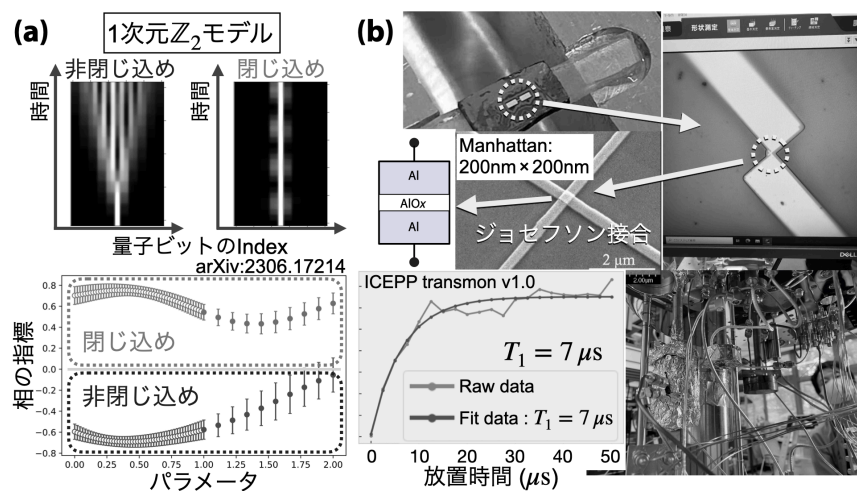 (a)
1次元ℤ₂モデル
非閉じ込め
閉じ込め
時間
時間
量子ビットのIndex
arXiv:2306.17214
相の指標
0.8
0.6
0.4
0.2
0.0
−0.2
−0.4
−0.6
−0.8
閉じ込め
非閉じ込め
0.00 0.25 0.50 0.75 1.00 1.25 1.50 1.75 2.00
パラメータ
(b)
形状測定
DELL
Manhattan:
200nm×200nm
Al
AlOx
Al
ジョセフソン接合
2 μm
2.00μm
ICEPP transmon v1.0
T₁ = 7 μs
Raw data
Fit data : T₁ = 7 μs
0 10 20 30 40 50
放置時間 (μs)